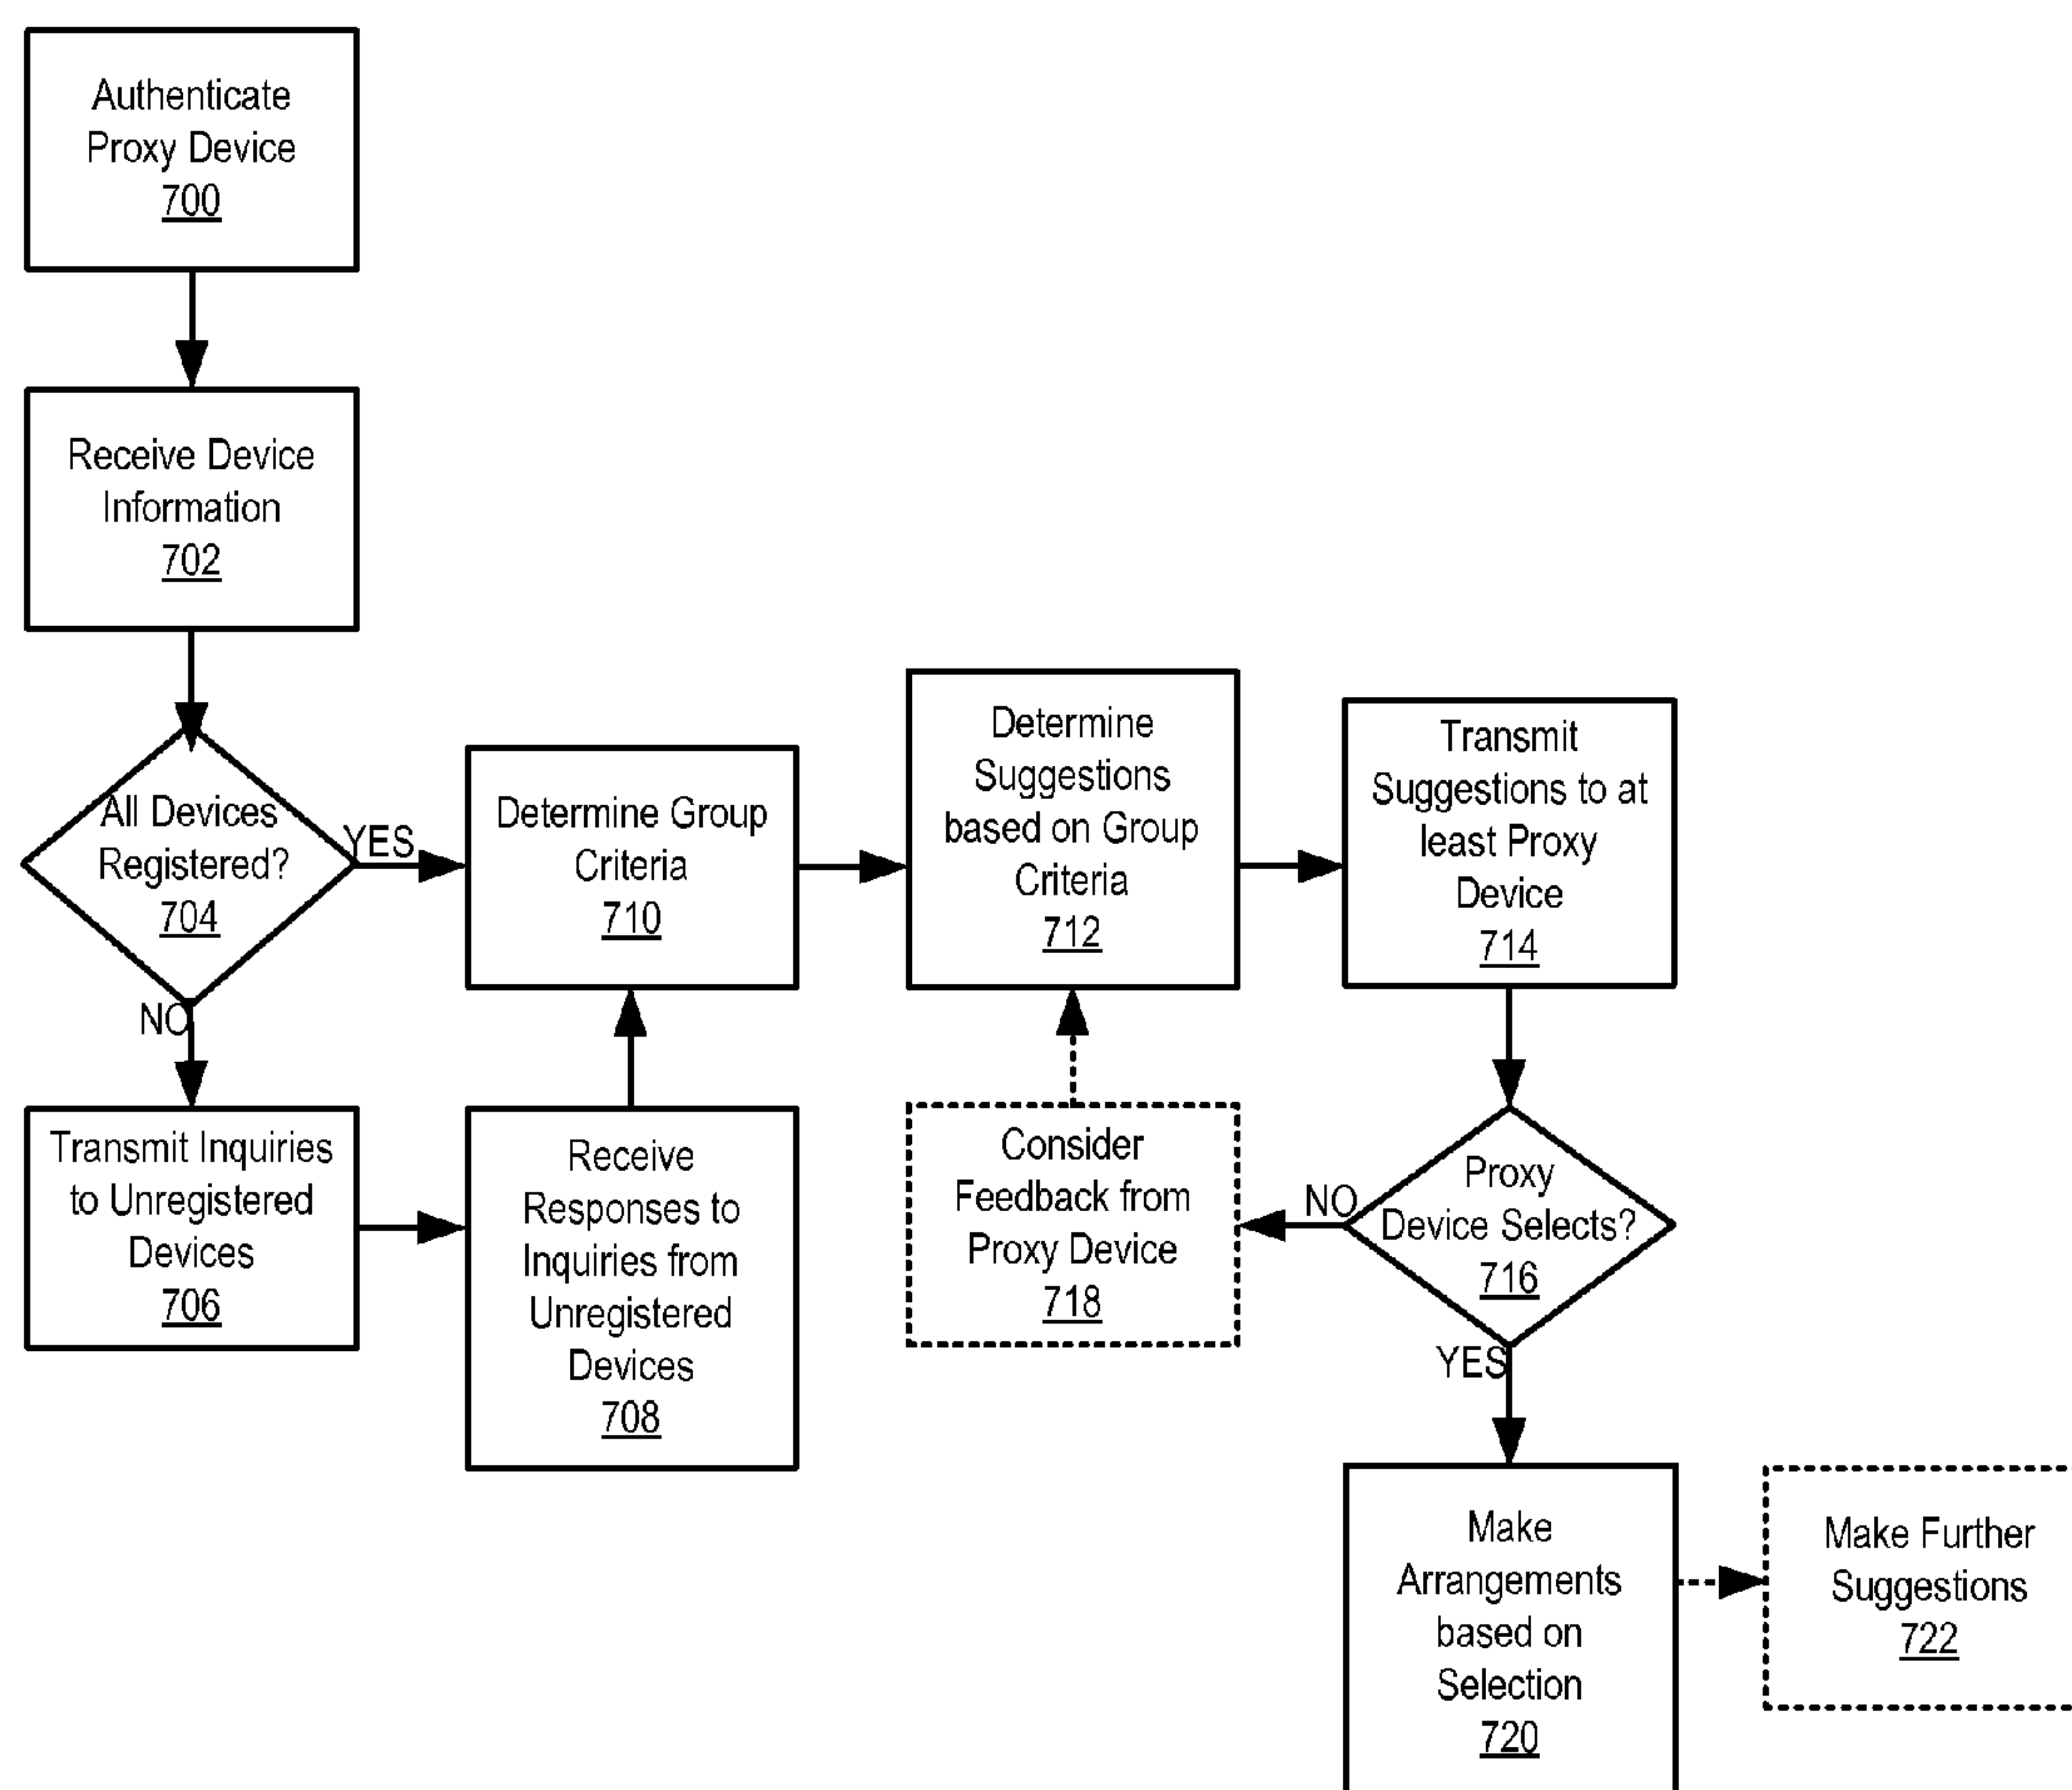 Authenticate
Proxy Device
700
Receive Device
Information
702
All Devices
Registered?
704
YES
NO
Transmit Inquiries
to Unregistered
Devices
706
Receive
Responses to
Inquiries from
Unregistered
Devices
708
Determine Group
Criteria
710
Determine
Suggestions
based on Group
Criteria
712
Transmit
Suggestions to at
least Proxy
Device
714
Proxy
Device Selects?
716
NO
YES
Consider
Feedback from
Proxy Device
718
Make
Arrangements
based on
Selection
720
Make Further
Suggestions
722